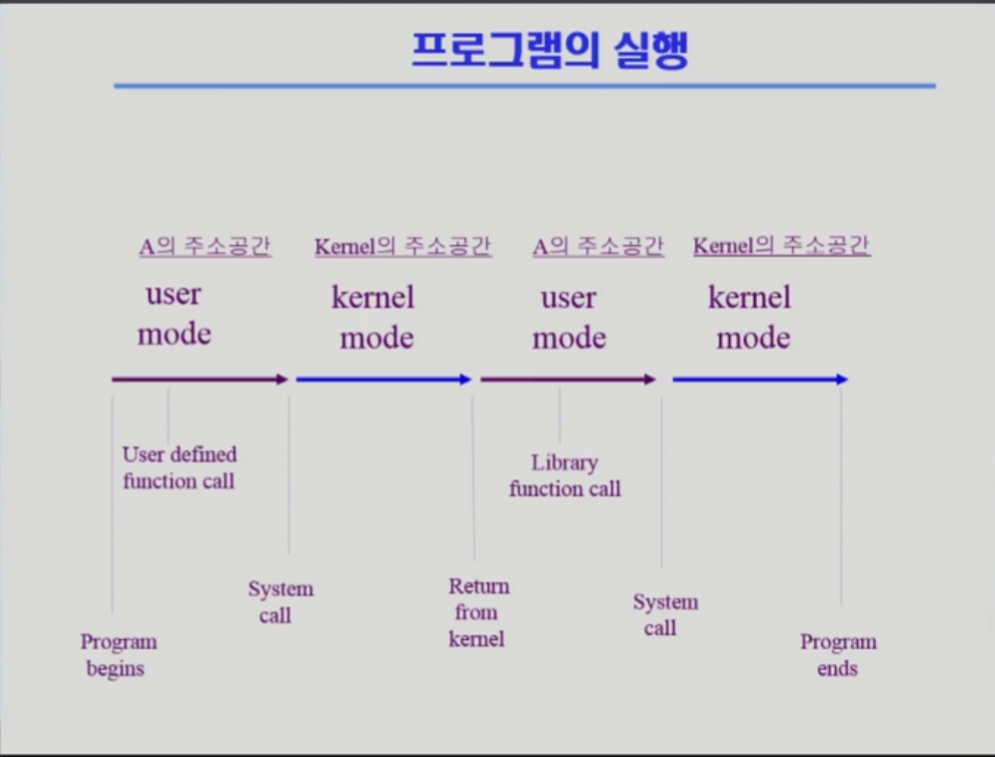 프로그램의 실행
A의 주소공간
Kernel의 주소공간
A의 주소공간
Kernel의 주소공간
user
mode
kernel
mode
user
mode
kernel
mode
User defined
function call
Library
function call
System
call
Return
from
kernel
System
call
Program
begins
Program
ends